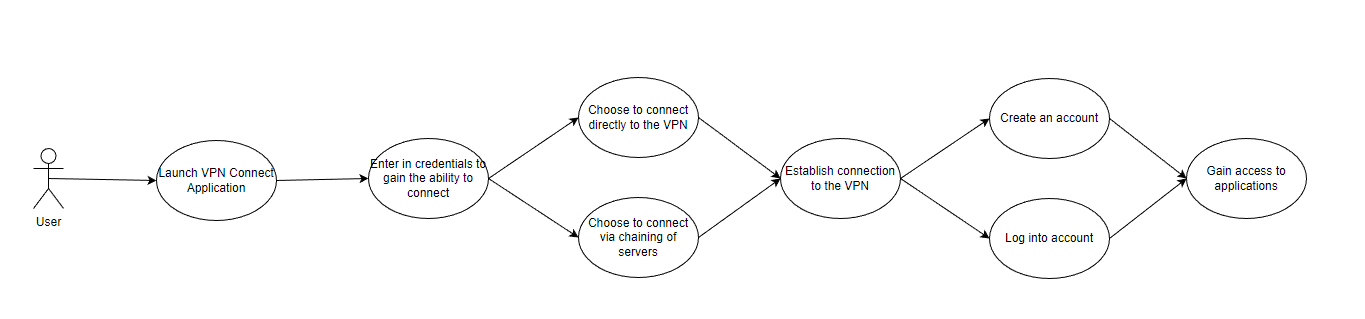 User
Launch VPN Connect
Application
Enter in credentials to
gain the ability to
connect
Choose to connect
directly to the VPN
Choose to connect
via chaining of
servers
Establish connection
to the VPN
Create an account
Log into account
Gain access to
applications